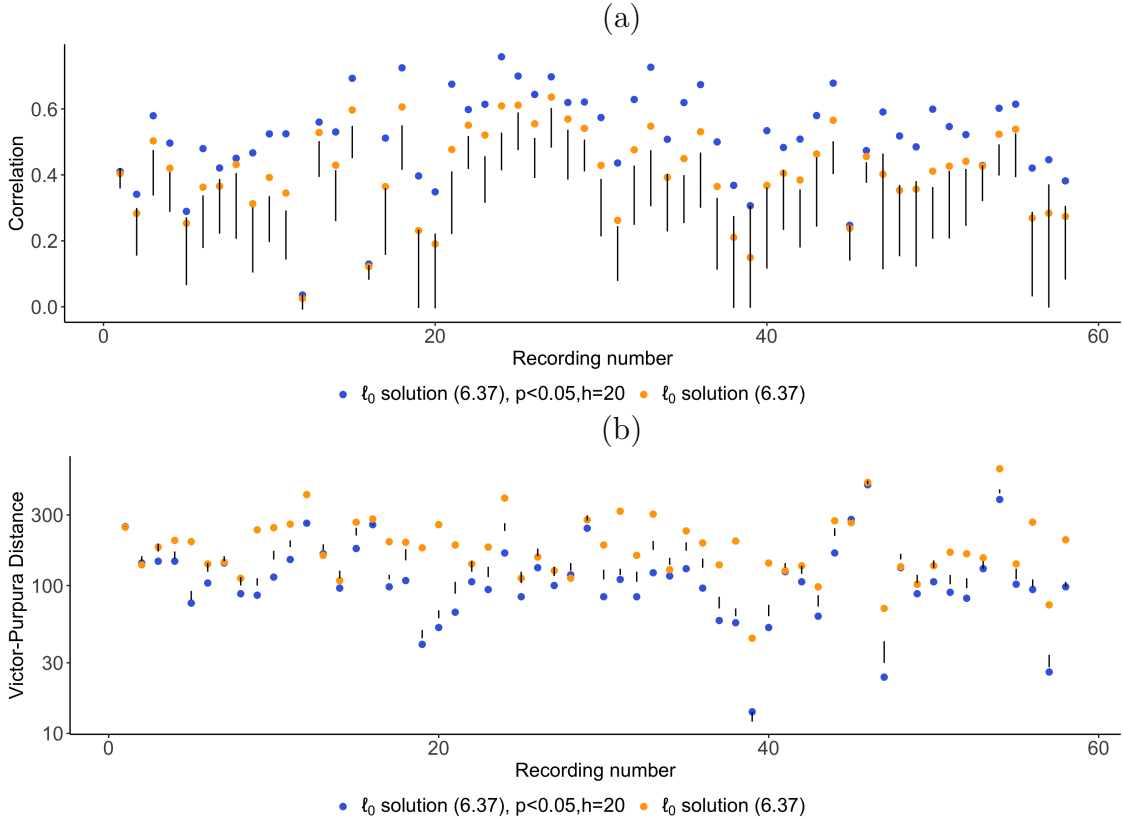 (a)
Correlation
0.6
0.4
0.2
0.0
0 20 40 60
Recording number
ℓ0 solution (6.37), p<0.05,h=20 ℓ0 solution (6.37)
(b)
Victor-Purpura Distance
300
100
30
10
0 20 40 60
Recording number
ℓ0 solution (6.37), p<0.05,h=20 ℓ0 solution (6.37)